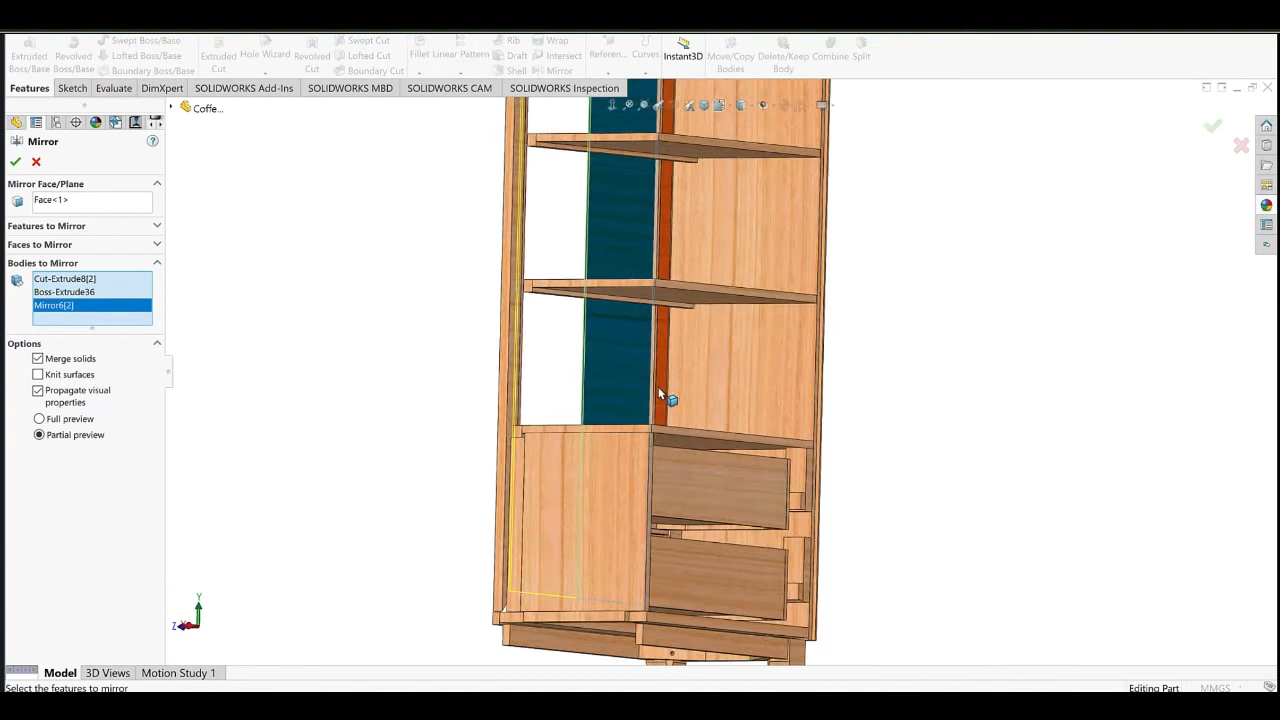 Extruded Boss/Base
Revolved Boss/Base
Swept Boss/Base
Lofted Boss/Base
Boundary Boss/Base
Extruded Cut
Hole Wizard
Revolved Cut
Swept Cut
Lofted Cut
Boundary Cut
Fillet
Linear Pattern
Rib
Draft
Shell
Wrap
Intersect
Mirror
Referen...
Curves
Instant3D
Move/Copy Bodies
Delete/Keep Body
Combine
Split
Features
Sketch
Evaluate
DimXpert
SOLIDWORKS Add-Ins
SOLIDWORKS MBD
SOLIDWORKS CAM
SOLIDWORKS Inspection
Coffe...
Mirror
Mirror Face/Plane
Face<1>
Features to Mirror
Faces to Mirror
Bodies to Mirror
Cut-Extrude8[2]
Boss-Extrude36
Mirror6[2]
Options
Merge solids
Knit surfaces
Propagate visual
properties
Full preview
Partial preview
Y
Z
Model
3D Views
Motion Study 1
Select the features to mirror
Editing Part
MMGS